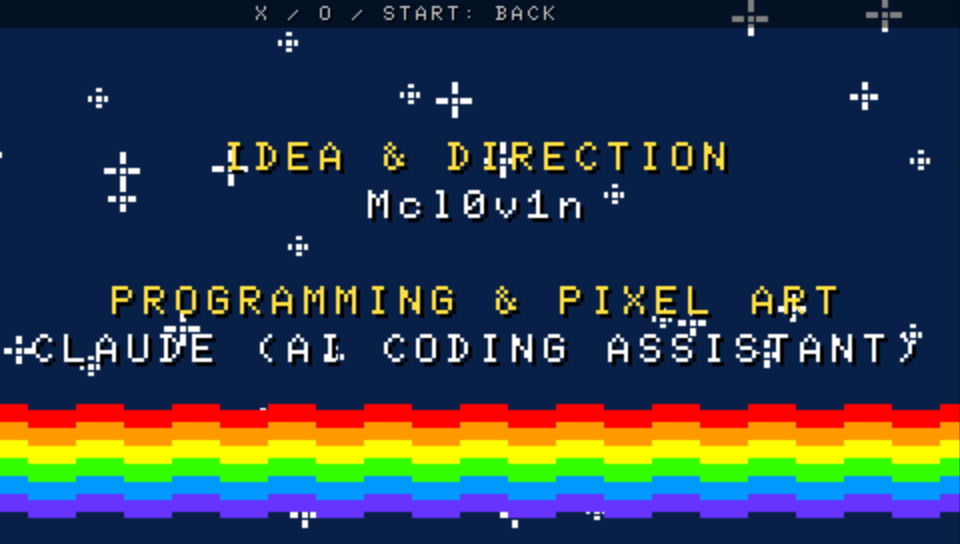 X / O / START: BACK
IDEA & DIRECTION
Mcl0v1n
PROGRAMMING & PIXEL ART
CLAUDE (AI CODING ASSISTANT)